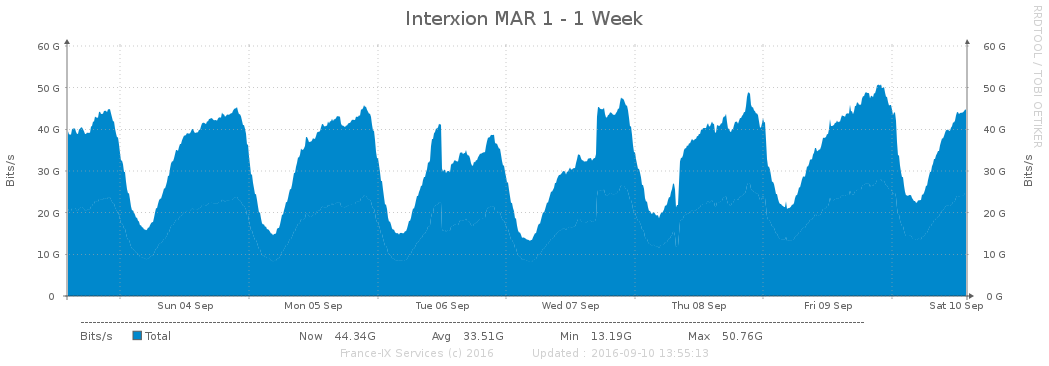 Interxion MAR 1 - 1 Week
RRDTOOL / TOBI OETIKER
60 G 60 G
50 G 50 G
40 G 40 G
30 G 30 G
20 G 20 G
10 G 10 G
0 0 G
Bits/s
Bits/s
Sun 04 Sep Mon 05 Sep Tue 06 Sep Wed 07 Sep Thu 08 Sep Fri 09 Sep Sat 10 Sep
Bits/s Total Now 44.34G Avg 33.51G Min 13.19G Max 50.76G
France-IX Services (c) 2016 Updated : 2016-09-10 13:55:13